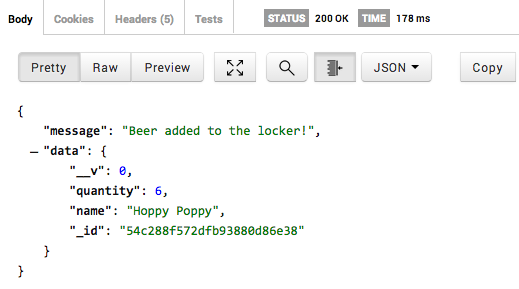 Body Cookies Headers (5) Tests STATUS 200 OK TIME 178 ms
Pretty Raw Preview JSON Copy
{
"message": "Beer added to the locker!",
"data": {
"__v": 0,
"quantity": 6,
"name": "Hoppy Poppy",
"_id": "54c288f572dfb93880d86e38"
}
}